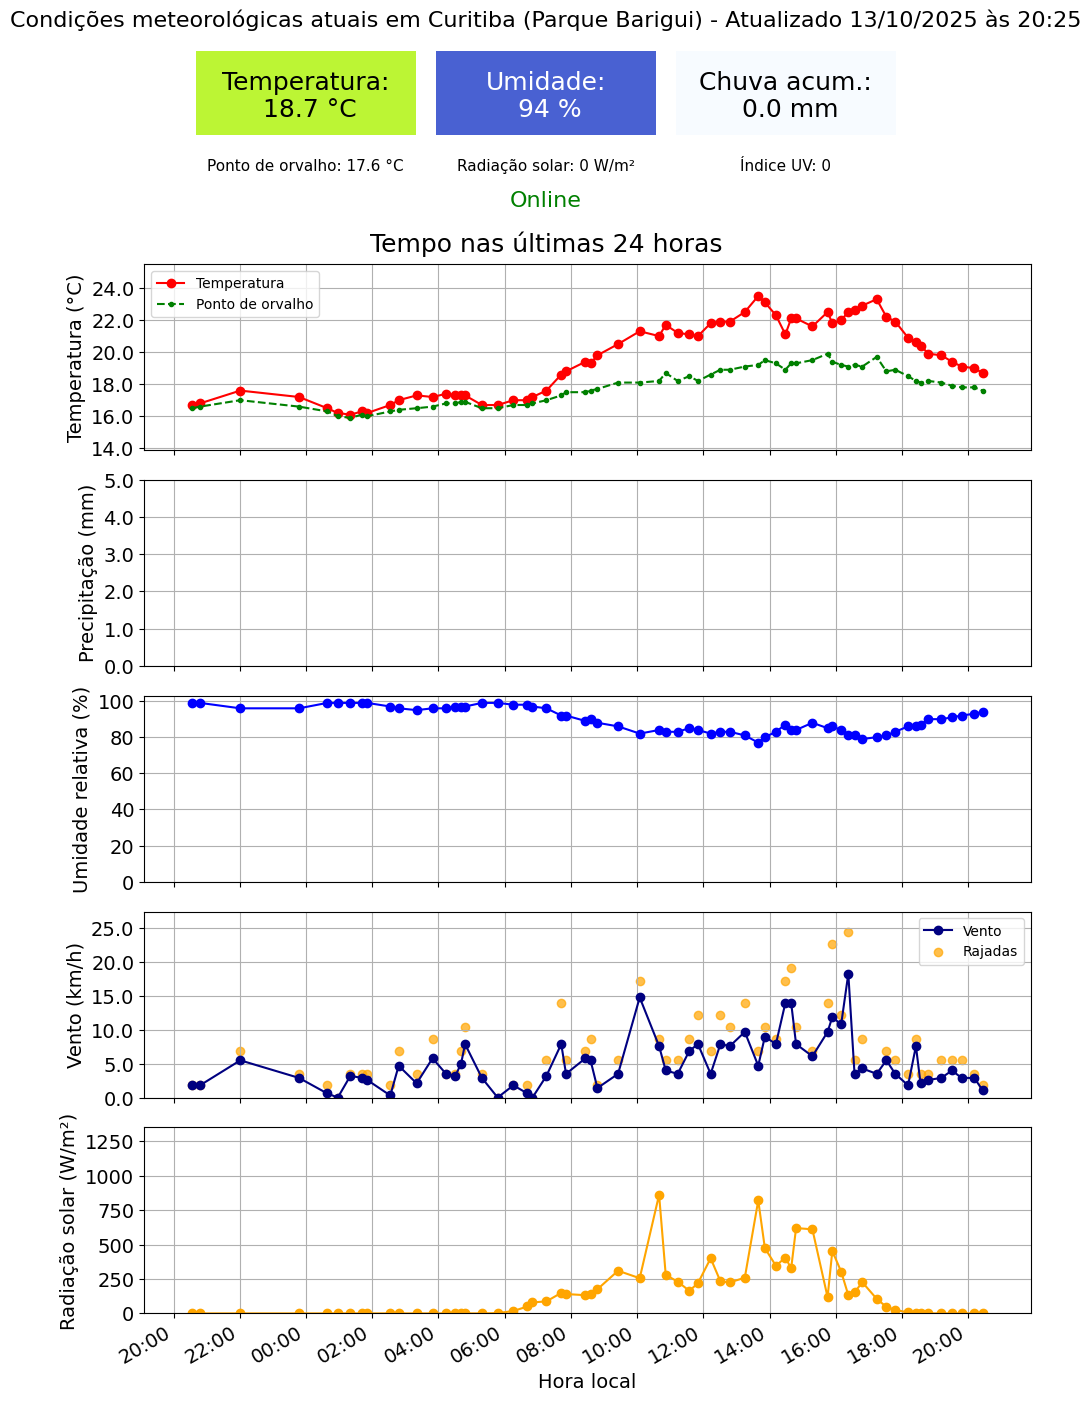 Condições meteorológicas atuais em Curitiba (Parque Barigui) - Atualizado 13/10/2025 às 20:25
Temperatura:
18.7 °C
Umidade:
94 %
Chuva acum.:
0.0 mm
Ponto de orvalho: 17.6 °C
Radiação solar: 0 W/m²
Índice UV: 0
Online
Tempo nas últimas 24 horas
Temperatura (°C)
24.0
22.0
20.0
18.0
16.0
14.0
Temperatura
Ponto de orvalho
Precipitação (mm)
5.0
4.0
3.0
2.0
1.0
0.0
Umidade relativa (%)
100
80
60
40
20
0
Vento (km/h)
25.0
20.0
15.0
10.0
5.0
0.0
Vento
Rajadas
Radiação solar (W/m²)
1250
1000
750
500
250
0
20:00
22:00
00:00
02:00
04:00
06:00
08:00
10:00
12:00
14:00
16:00
18:00
20:00
Hora local